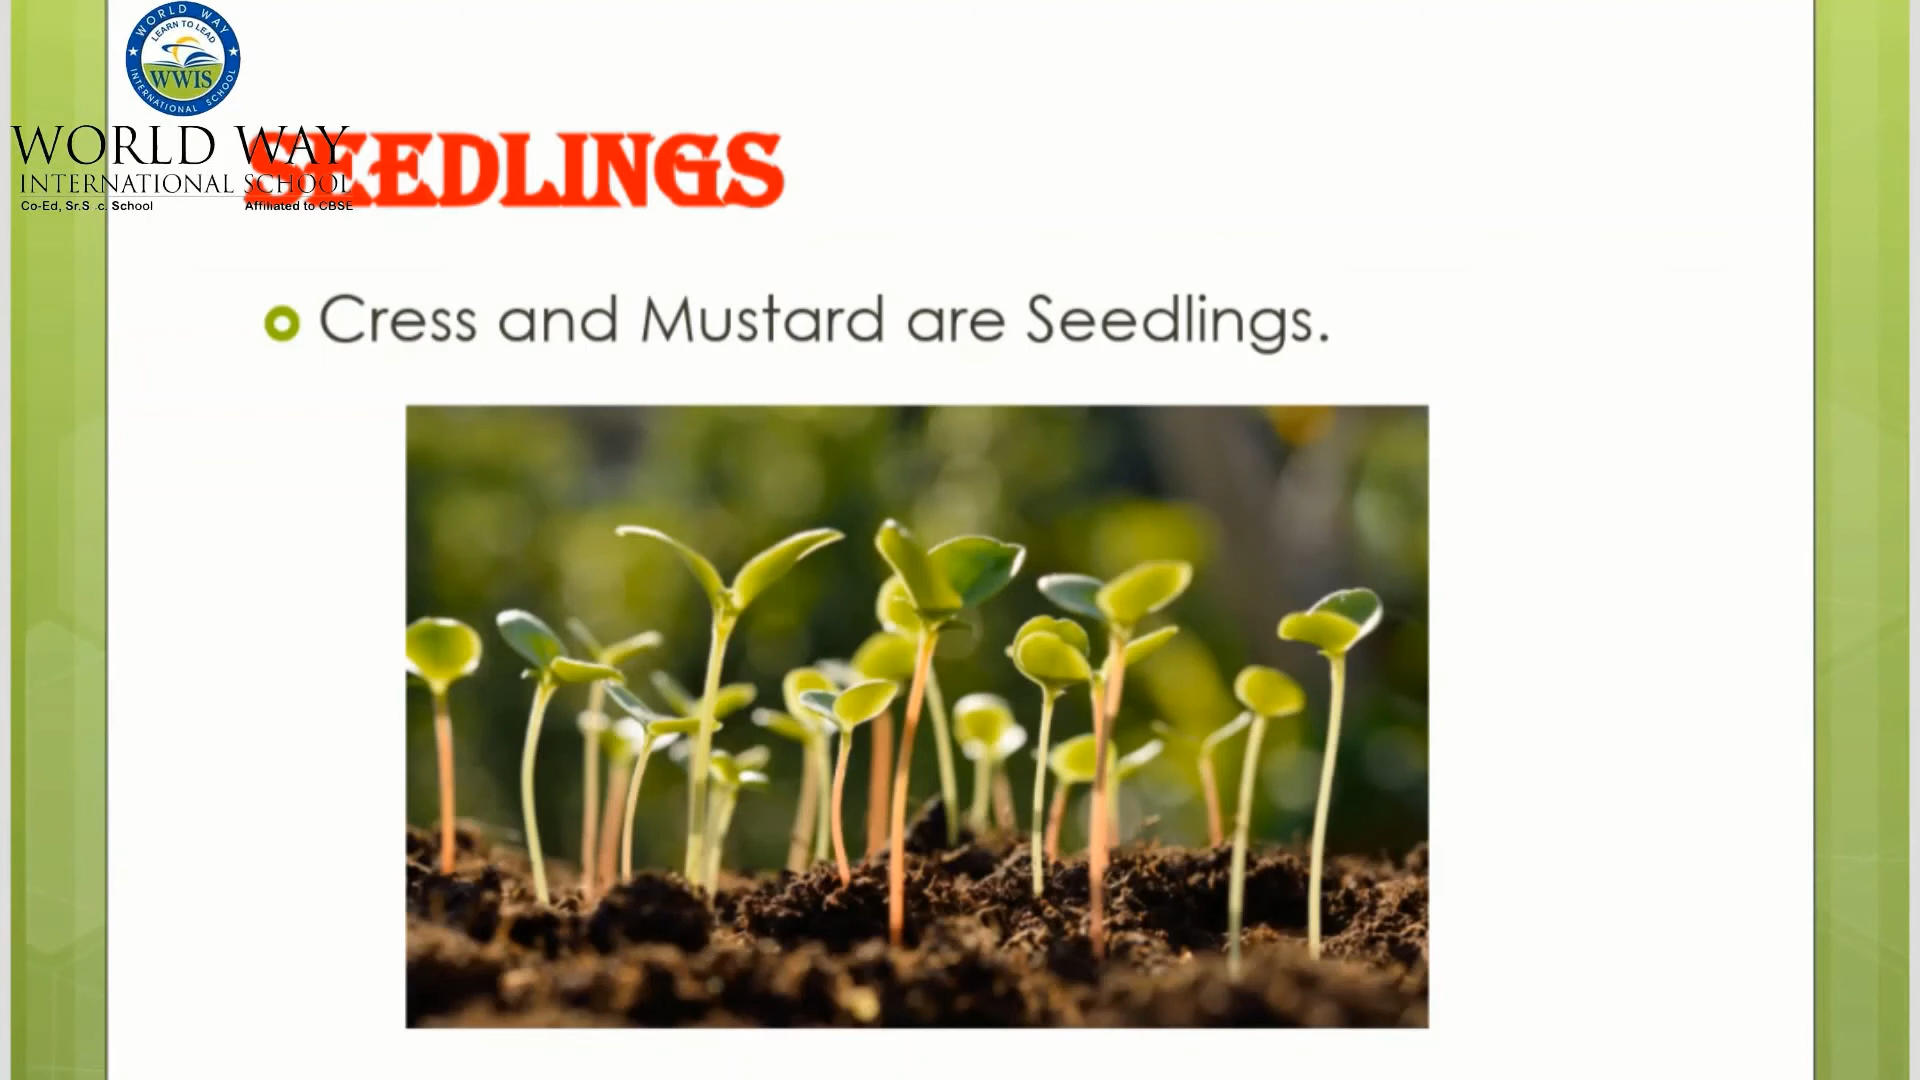 WORLD WAY
LEARN TO LEAD
WWIS
INTERNATIONAL SCHOOL
WORLD WAY
INTERNATIONAL SCHOOL
Co-Ed, Sr.S .c. School
Affiliated to CBSE
SEEDLINGS
Cress and Mustard are Seedlings.